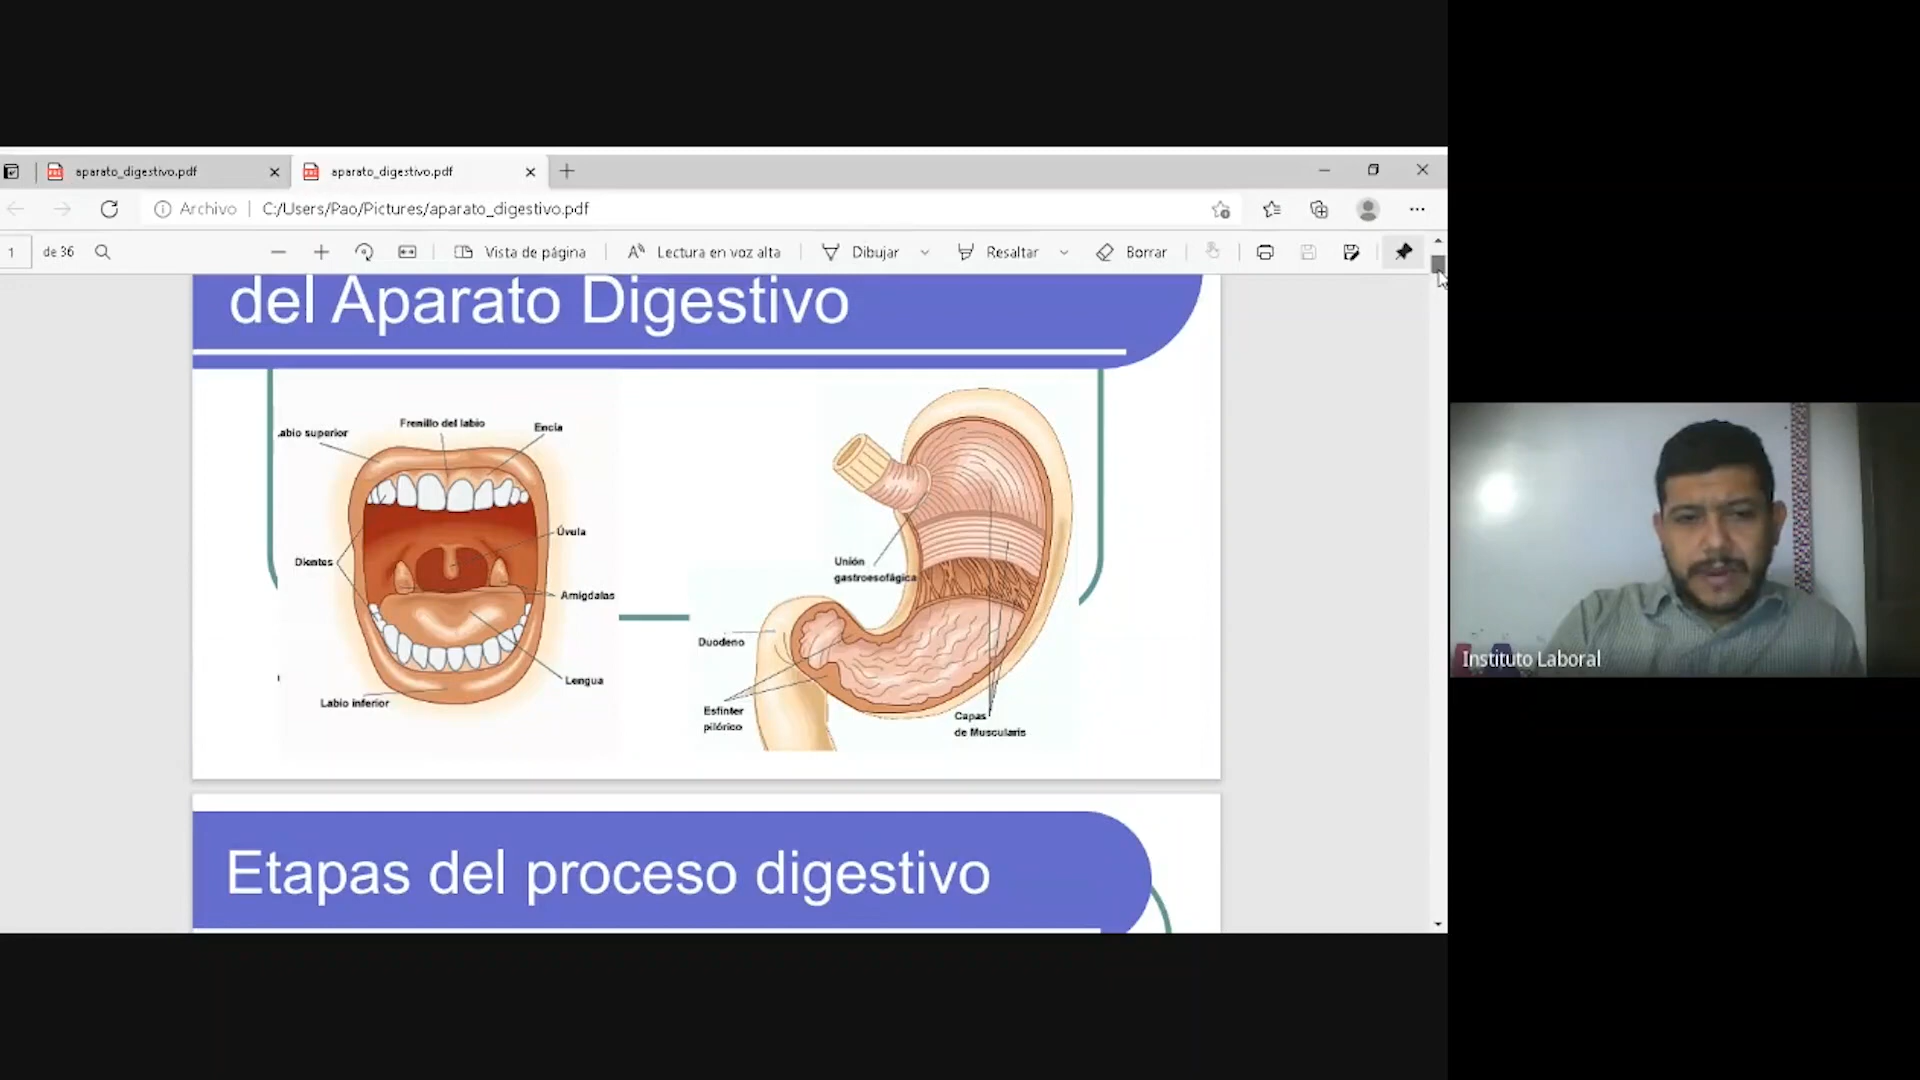 aparato_digestivo.pdf
aparato_digestivo.pdf
Archivo
C:/Users/Pao/Pictures/aparato_digestivo.pdf
1
de 36
Vista de página
Lectura en voz alta
Dibujar
Resaltar
Borrar
del Aparato Digestivo
abio superior
Frenillo del labio
Encía
Dientes
Úvula
Amígdalas
Lengua
Labio inferior
Unión
gastroesofágica
Duodeno
Esfínter
pilórico
Capas
de Muscularis
Etapas del proceso digestivo
Instituto Laboral